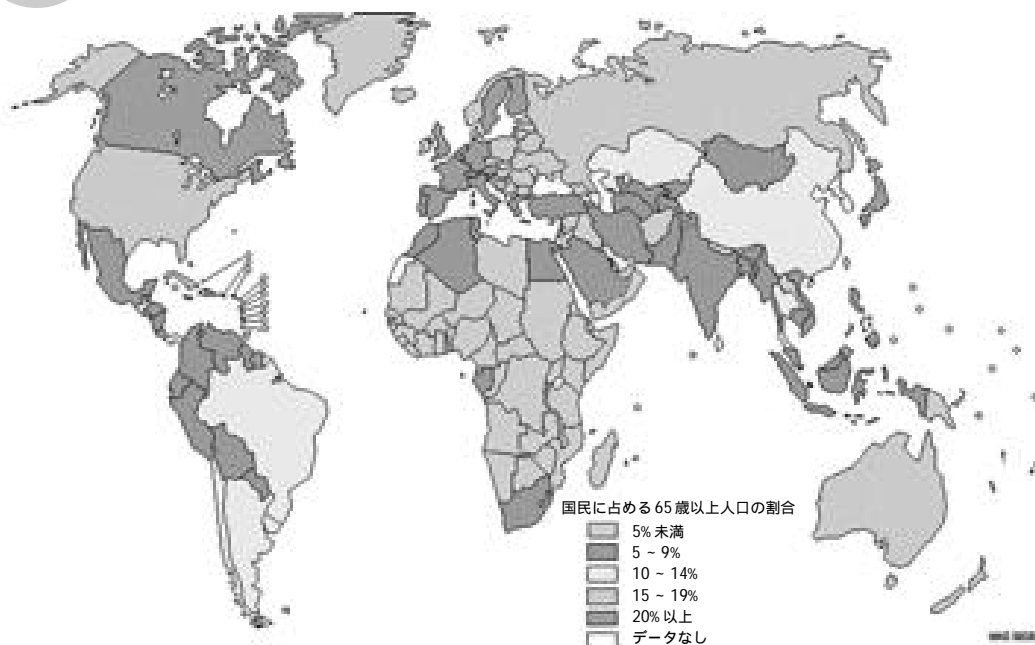 国民に占める65歳以上人口の割合
5% 未満
5 ~ 9%
10 ~ 14%
15 ~ 19%
20% 以上
データなし